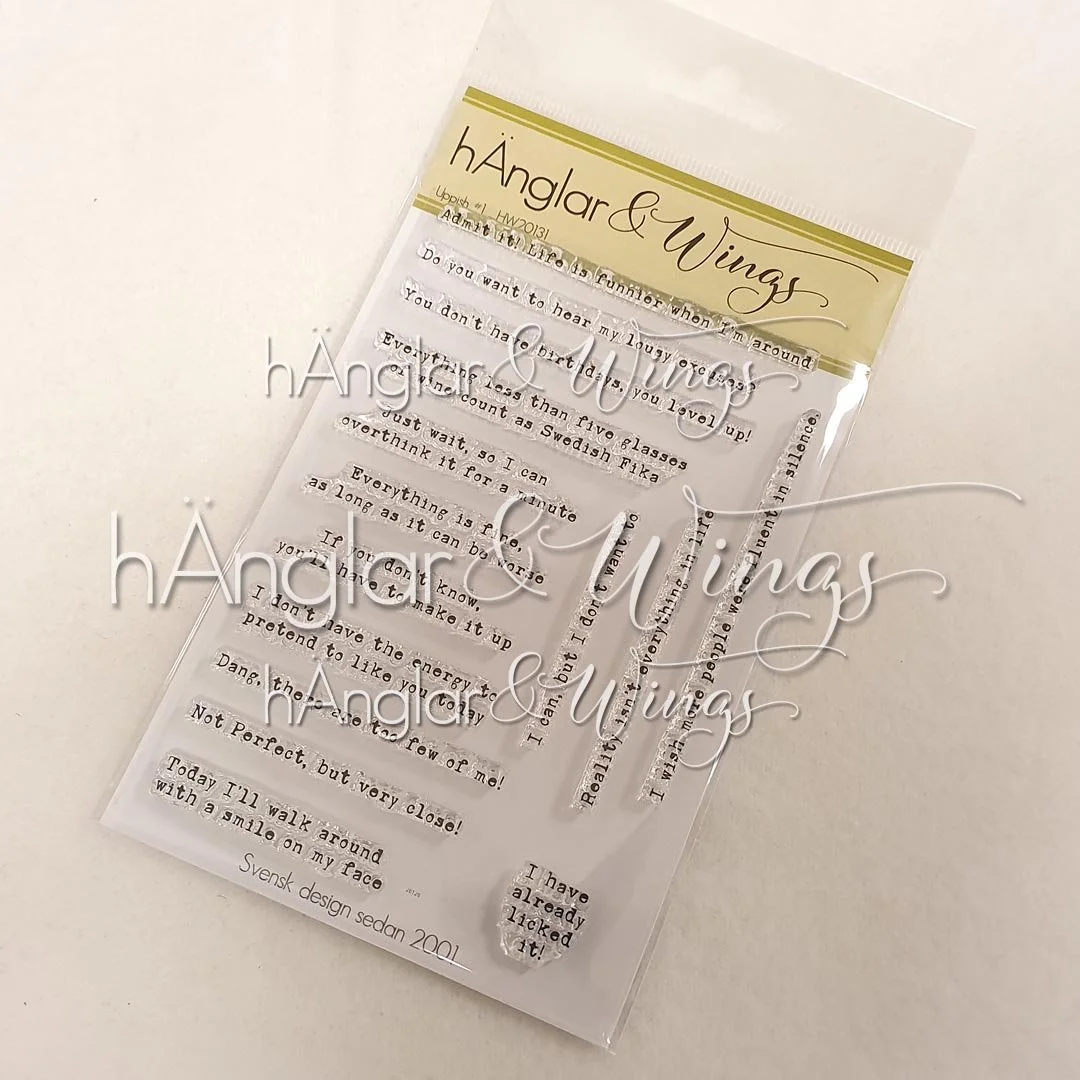 hÄnglar & Wings
Uppish #1 HW20131
Admit it! Life is funnier when I'm around
Do you want to hear my lousy excuses
You don't have birthdays, you level up!
Everything less than five glasses
of wine count as Swedish Fika
Just wait, so I can
overthink it for a minute
Everything is fine,
as long as it can be worse
If you don't know,
you'll have to make it up
I don't have the energy to
pretend to like you today
Dang, there are too few of me!
Not Perfect, but very close!
Today I'll walk around
with a smile on my face
I can, but I don't want to
Reality isn't everything in life
I wish more people were fluent in silence
I have
already
licked
it!
Svensk design sedan 2001
hÄnglar & Wings
hÄnglar & Wings
hÄnglar & Wings